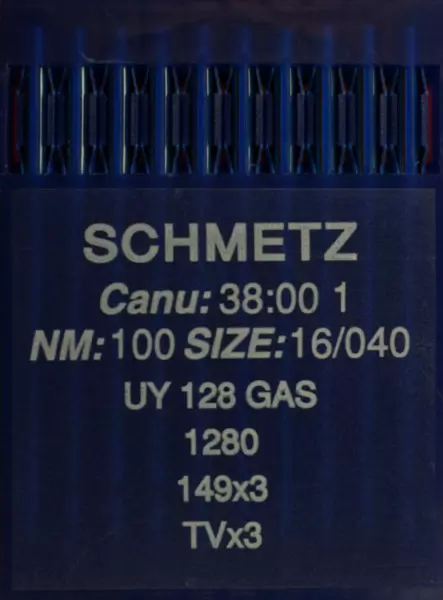 SCHMETZ
Canu: 38:00 1
NM: 100 SIZE: 16/040
UY 128 GAS
1280
149x3
TVx3